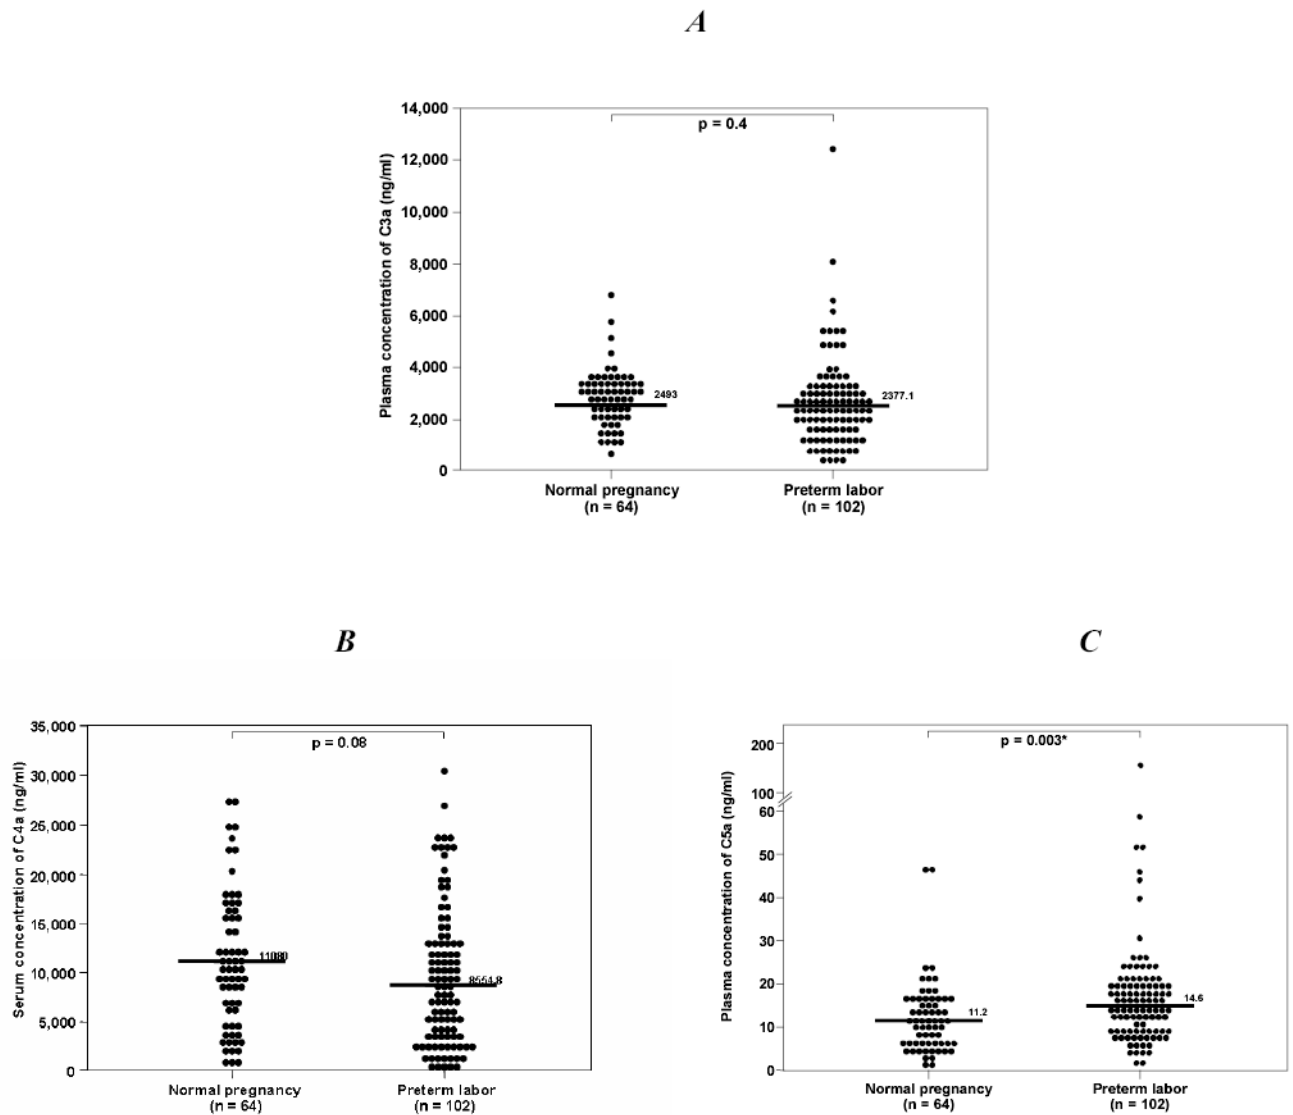 A
14,000
12,000
10,000
8,000
6,000
4,000
2,000
0
Plasma concentration of C3a (ng/ml)
p = 0.4
2493
2377.1
Normal pregnancy
(n = 64)
Preterm labor
(n = 102)
B
35,000
30,000
25,000
20,000
15,000
10,000
5,000
0
Serum concentration of C4a (ng/ml)
p = 0.08
11080
8554.8
Normal pregnancy
(n = 64)
Preterm labor
(n = 102)
C
200
100
60
50
40
30
20
10
0
Plasma concentration of C5a (ng/ml)
p = 0.003*
11.2
14.6
Normal pregnancy
(n = 64)
Preterm labor
(n = 102)